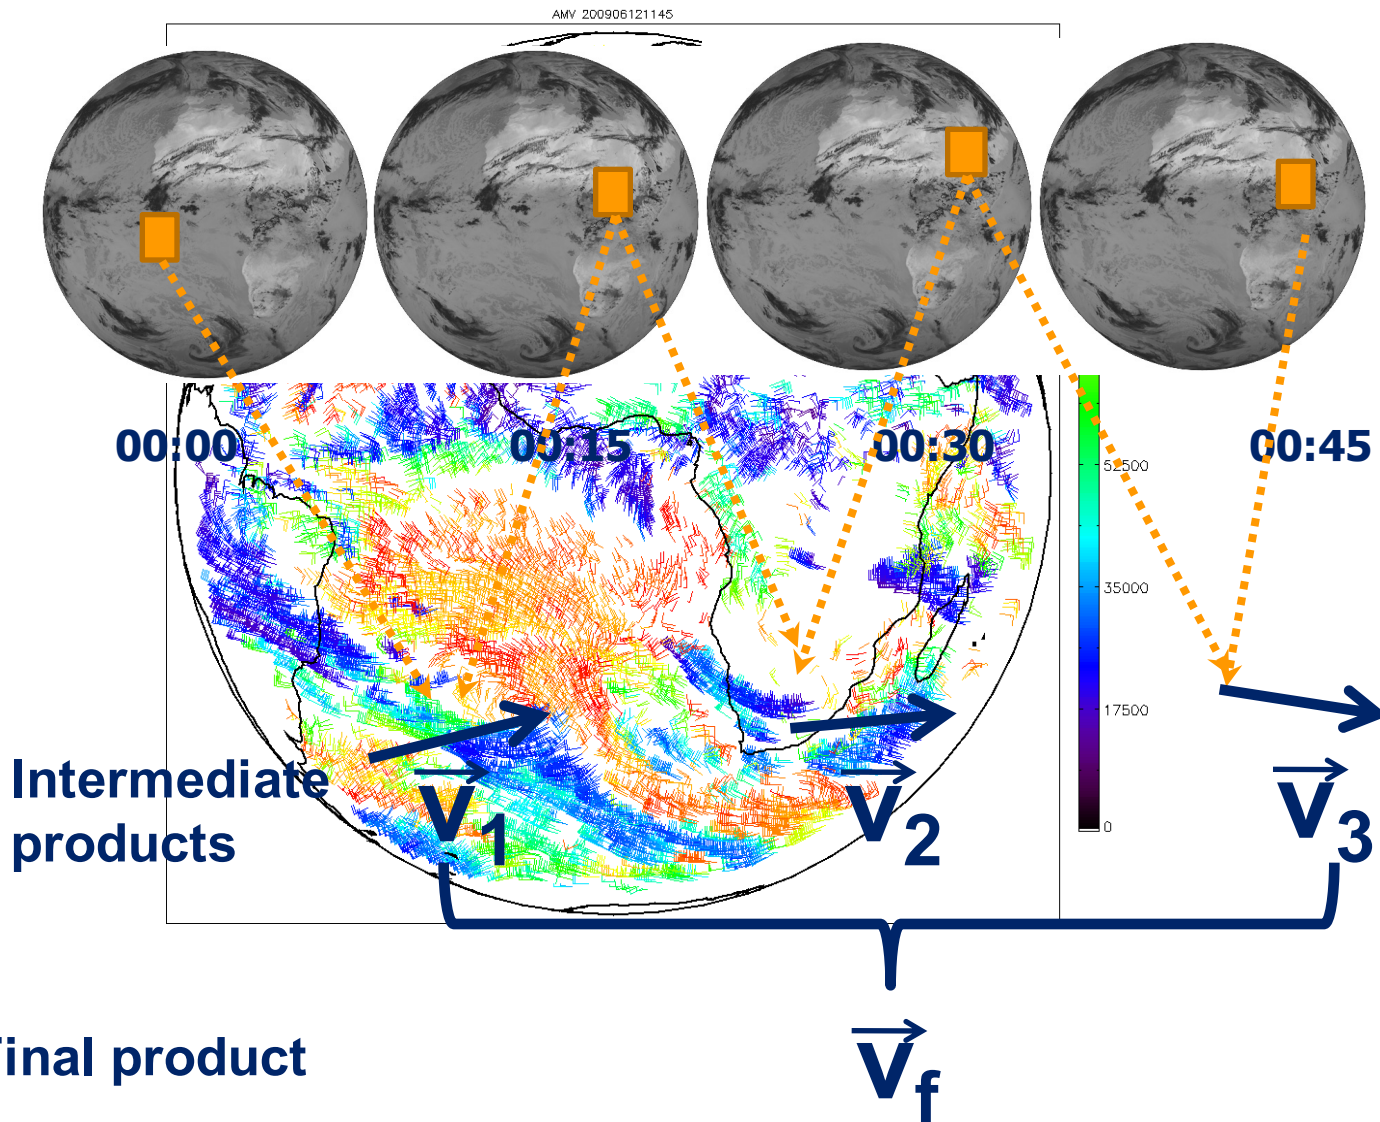 AMV 200906121145
00:00 00:15 00:30 00:45
52500
35000
17500
0
Intermediate
products
V1 V2 V3
inal product
Vf